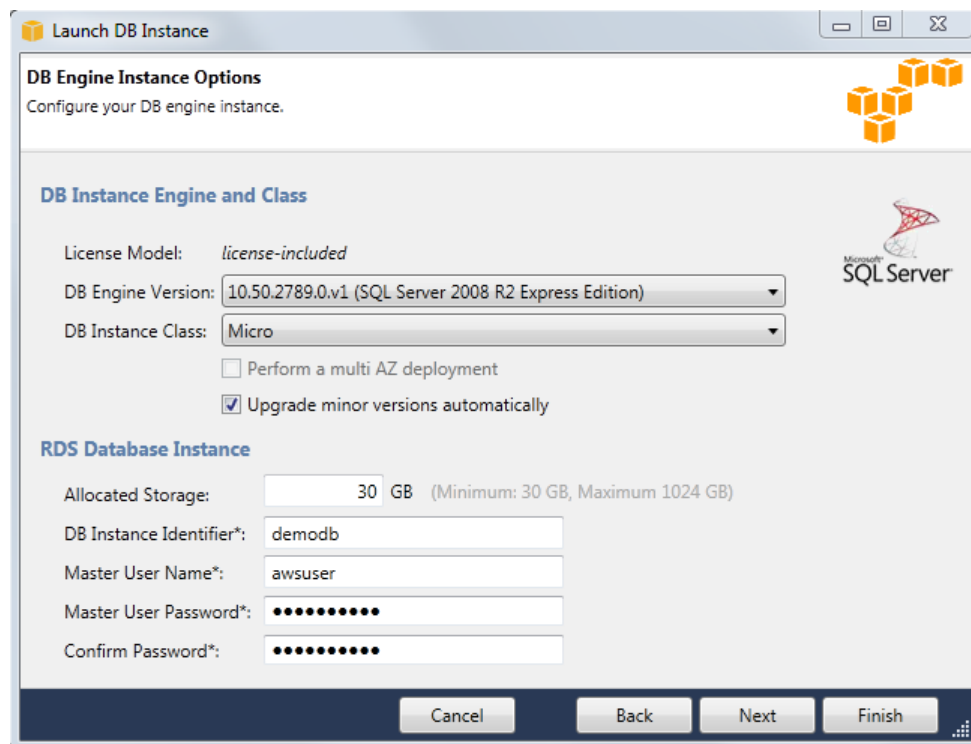 Launch DB Instance
DB Engine Instance Options
Configure your DB engine instance.
DB Instance Engine and Class
License Model: license-included
Microsoft®
SQL Server®
DB Engine Version: 10.50.2789.0.v1 (SQL Server 2008 R2 Express Edition)
DB Instance Class: Micro
Perform a multi AZ deployment
Upgrade minor versions automatically
RDS Database Instance
Allocated Storage: 30 GB (Minimum: 30 GB, Maximum 1024 GB)
DB Instance Identifier*: demodb
Master User Name*: awsuser
Master User Password*: ●●●●●●●●●●
Confirm Password*: ●●●●●●●●●●
Cancel Back Next Finish